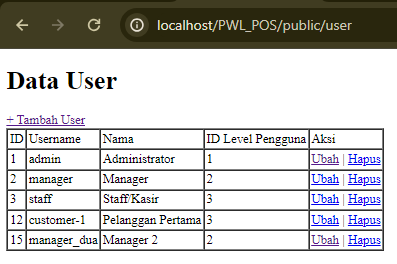 localhost/PWL_POS/public/user
Data User
+ Tambah User
ID Username Nama ID Level Pengguna Aksi
1 admin Administrator 1 Ubah | Hapus
2 manager Manager 2 Ubah | Hapus
3 staff Staff/Kasir 3 Ubah | Hapus
12 customer-1 Pelanggan Pertama 3 Ubah | Hapus
15 manager_dua Manager 2 2 Ubah | Hapus